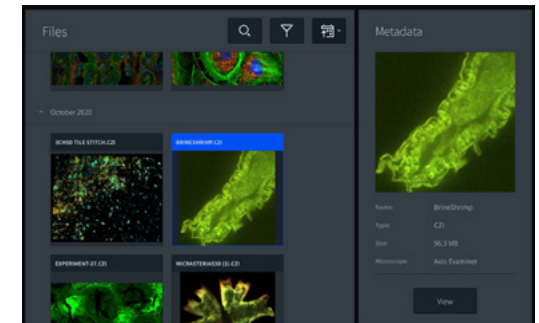 Files
Metadata
October 2020
3CHSD TILE STITCH.CZI
BRINESHRIMP.CZI
EXPERIMENT-27.CZI
MICRASTERIAS3D (1).CZI
Name: BrineShrimp
Type: CZI
Size: 96.3 MB
Microscope: Axio Examiner
View